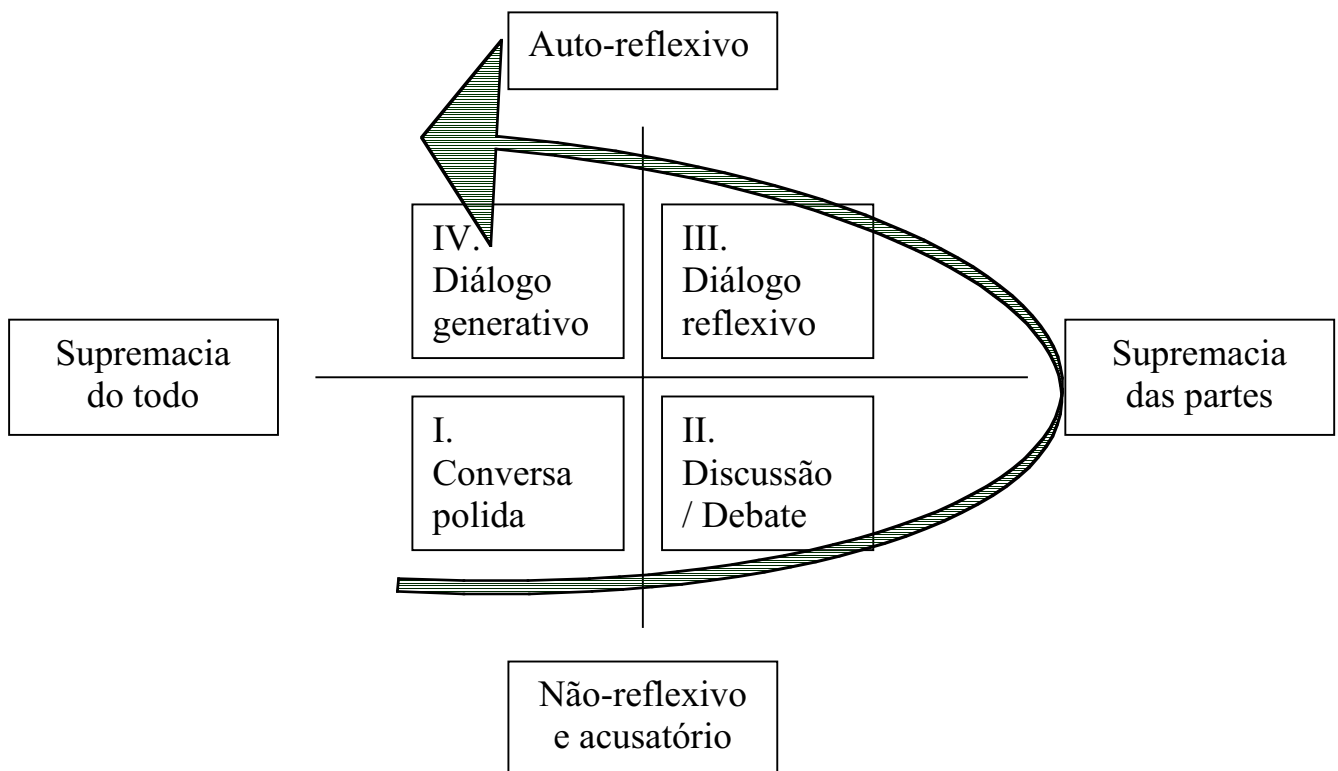 Auto-reflexivo
IV.
Diálogo
generativo
III.
Diálogo
reflexivo
Supremacia
do todo
Supremacia
das partes
I.
Conversa
polida
II.
Discussão
/ Debate
Não-reflexivo
e acusatório